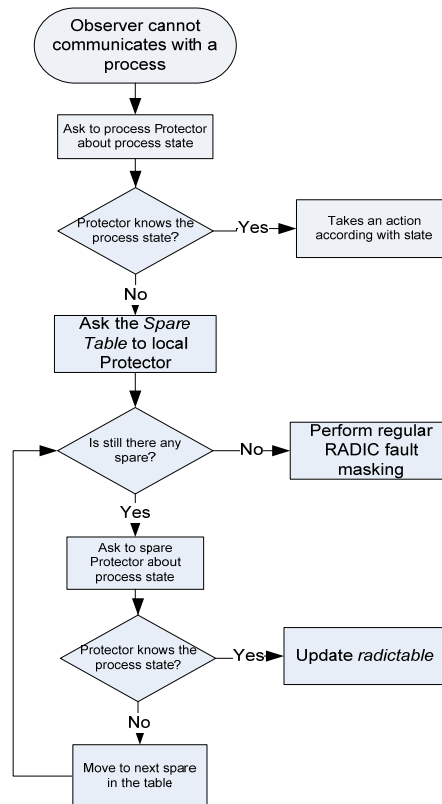 Observer cannot
communicates with a
process
Ask to process Protector
about process state
Protector knows the
process state?
Yes
Takes an action
according with state
No
Ask the Spare
Table to local
Protector
Is still there any
spare?
No
Perform regular
RADIC fault
masking
Yes
Ask to spare
Protector about
process state
Protector knows the
process state?
Yes
Update radictable
No
Move to next spare
in the table